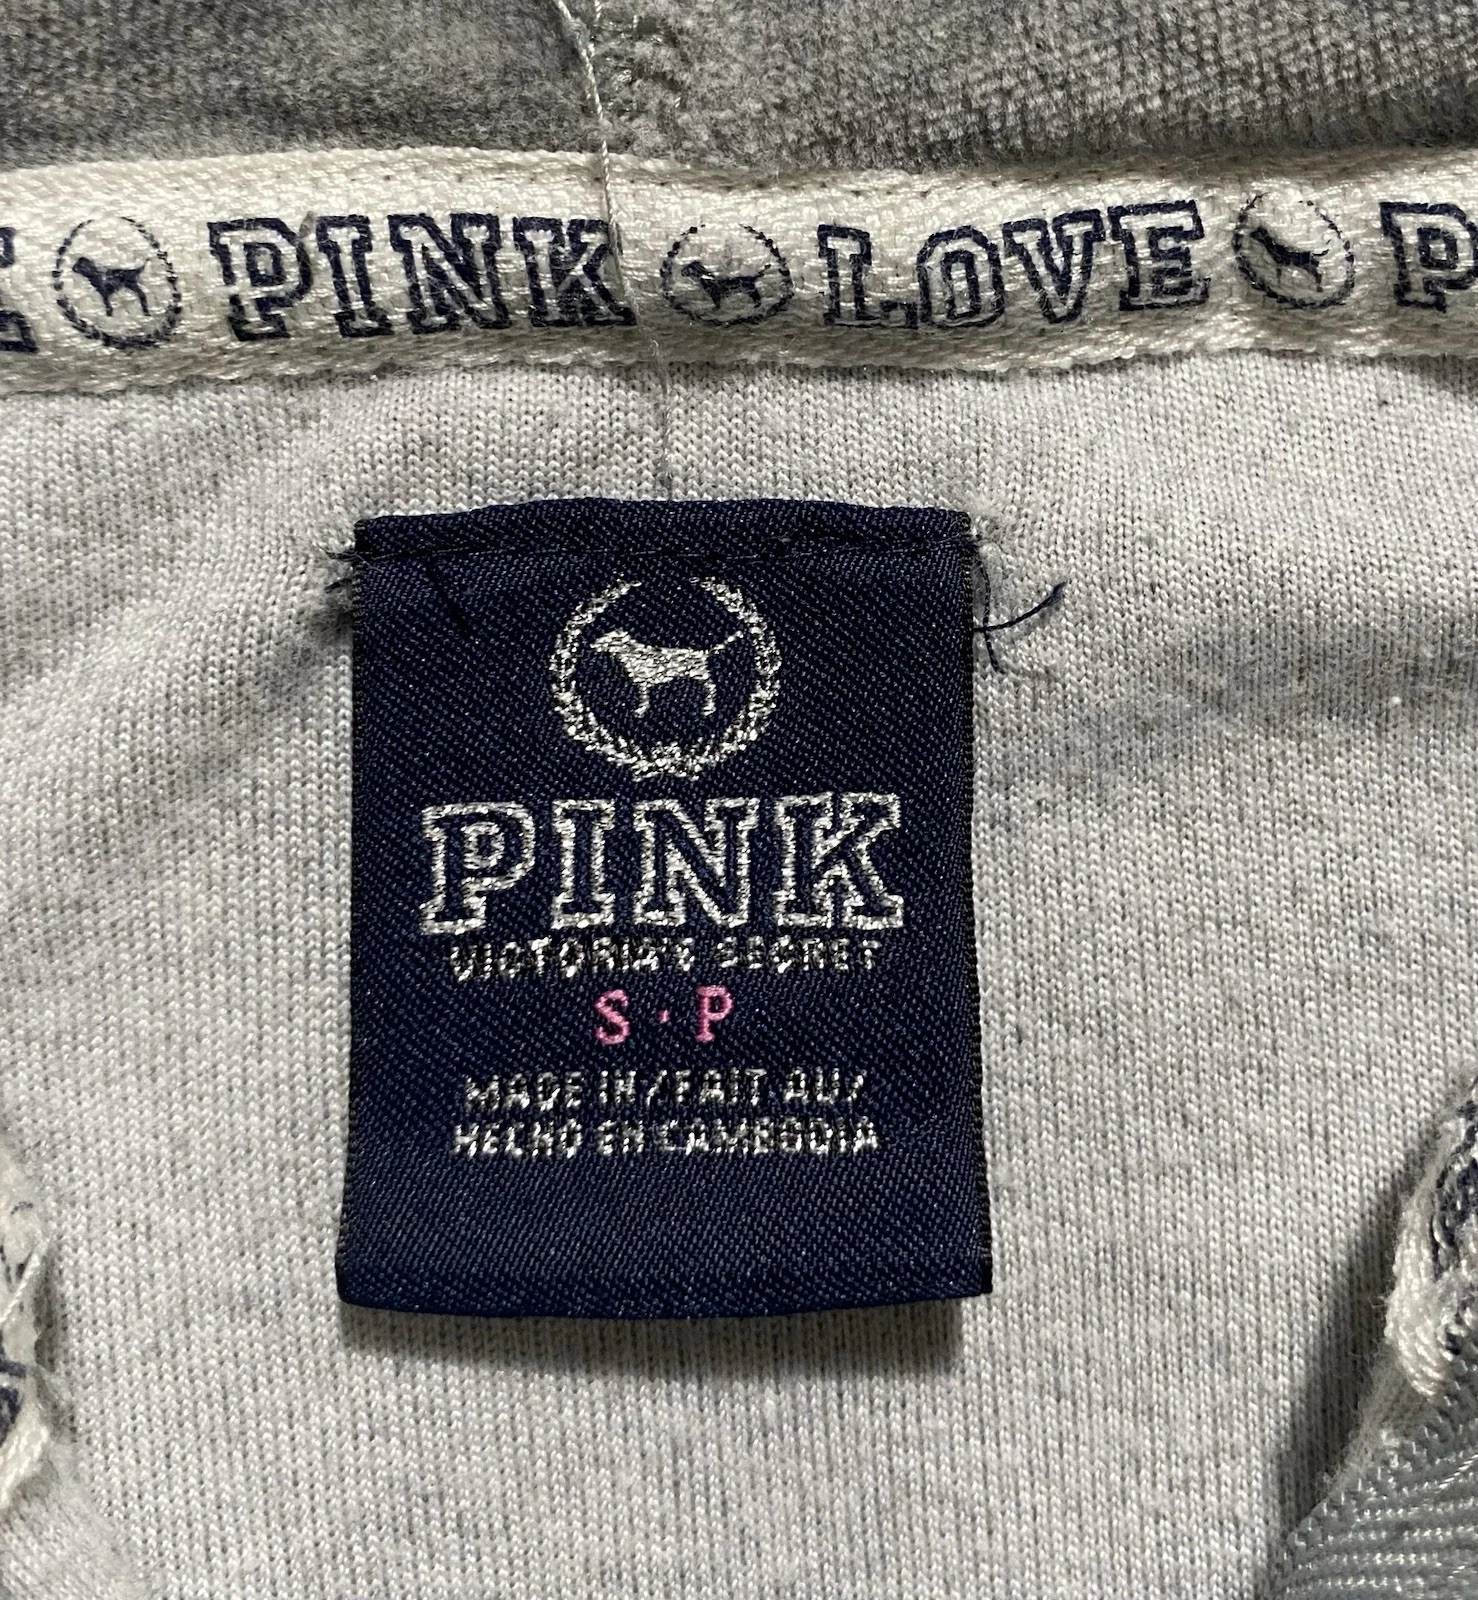 PINK LOVE P
PINK
VICTORIA'S SECRET
S · P
MADE IN/FAIT AU/
HECHO EN CAMBODIA